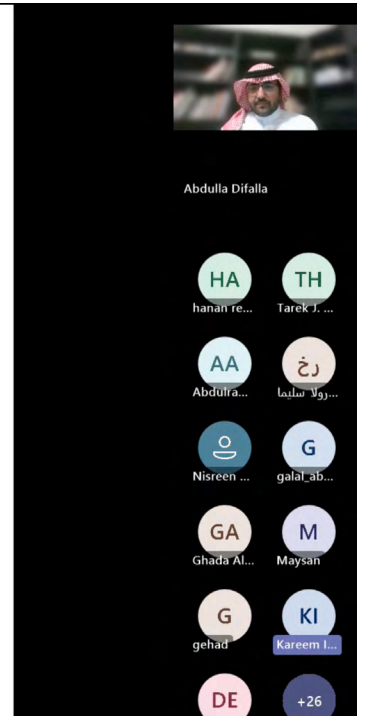 Abdulla Difalla
HA TH
hanan re... Tarek J. ...
AA رخ
Abdulra... رولا سليما...
G
Nisreen ... galal_ab...
GA M
Ghada Al... Maysan
G KI
gehad Kareem I...
DE +26